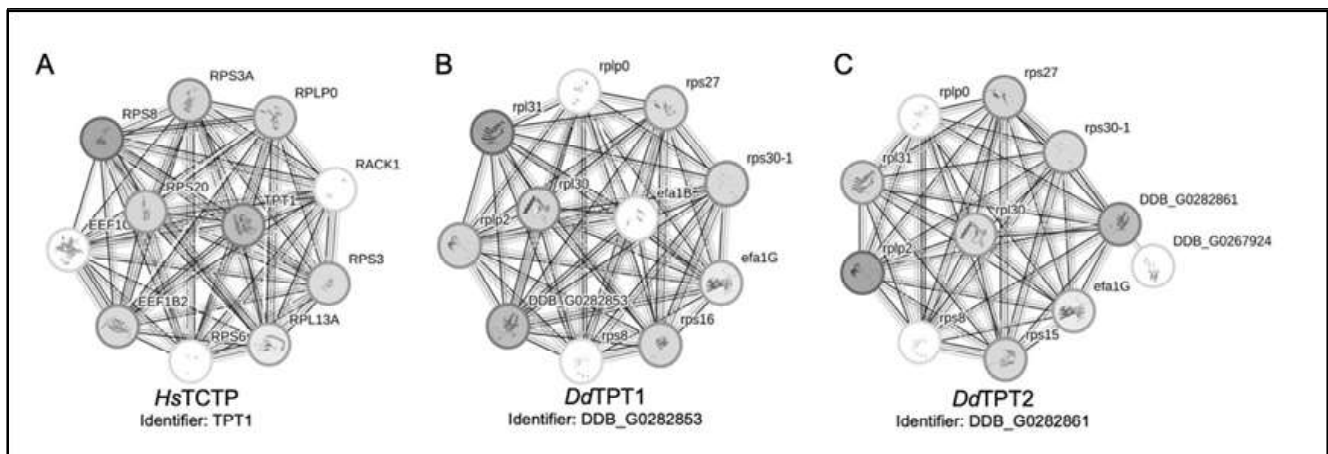 A
RPS3A
RPLP0
RPS8
RACK1
RPS20
TPT1
EEF1G
RPS3
EEF1B2
RPL13A
RPS6
HsTCTP
Identifier: TPT1
B
rplp0
rps27
rpl31
rps30-1
rpl30
efa1B
rplp2
efa1G
DDB_G0282853
rps16
rps8
DdTPT1
Identifier: DDB_G0282853
C
rps27
rplp0
rps30-1
rpl31
DDB_G0282861
rpl30
DDB_G0267924
rplp2
efa1G
rps8
rps15
DdTPT2
Identifier: DDB_G0282861